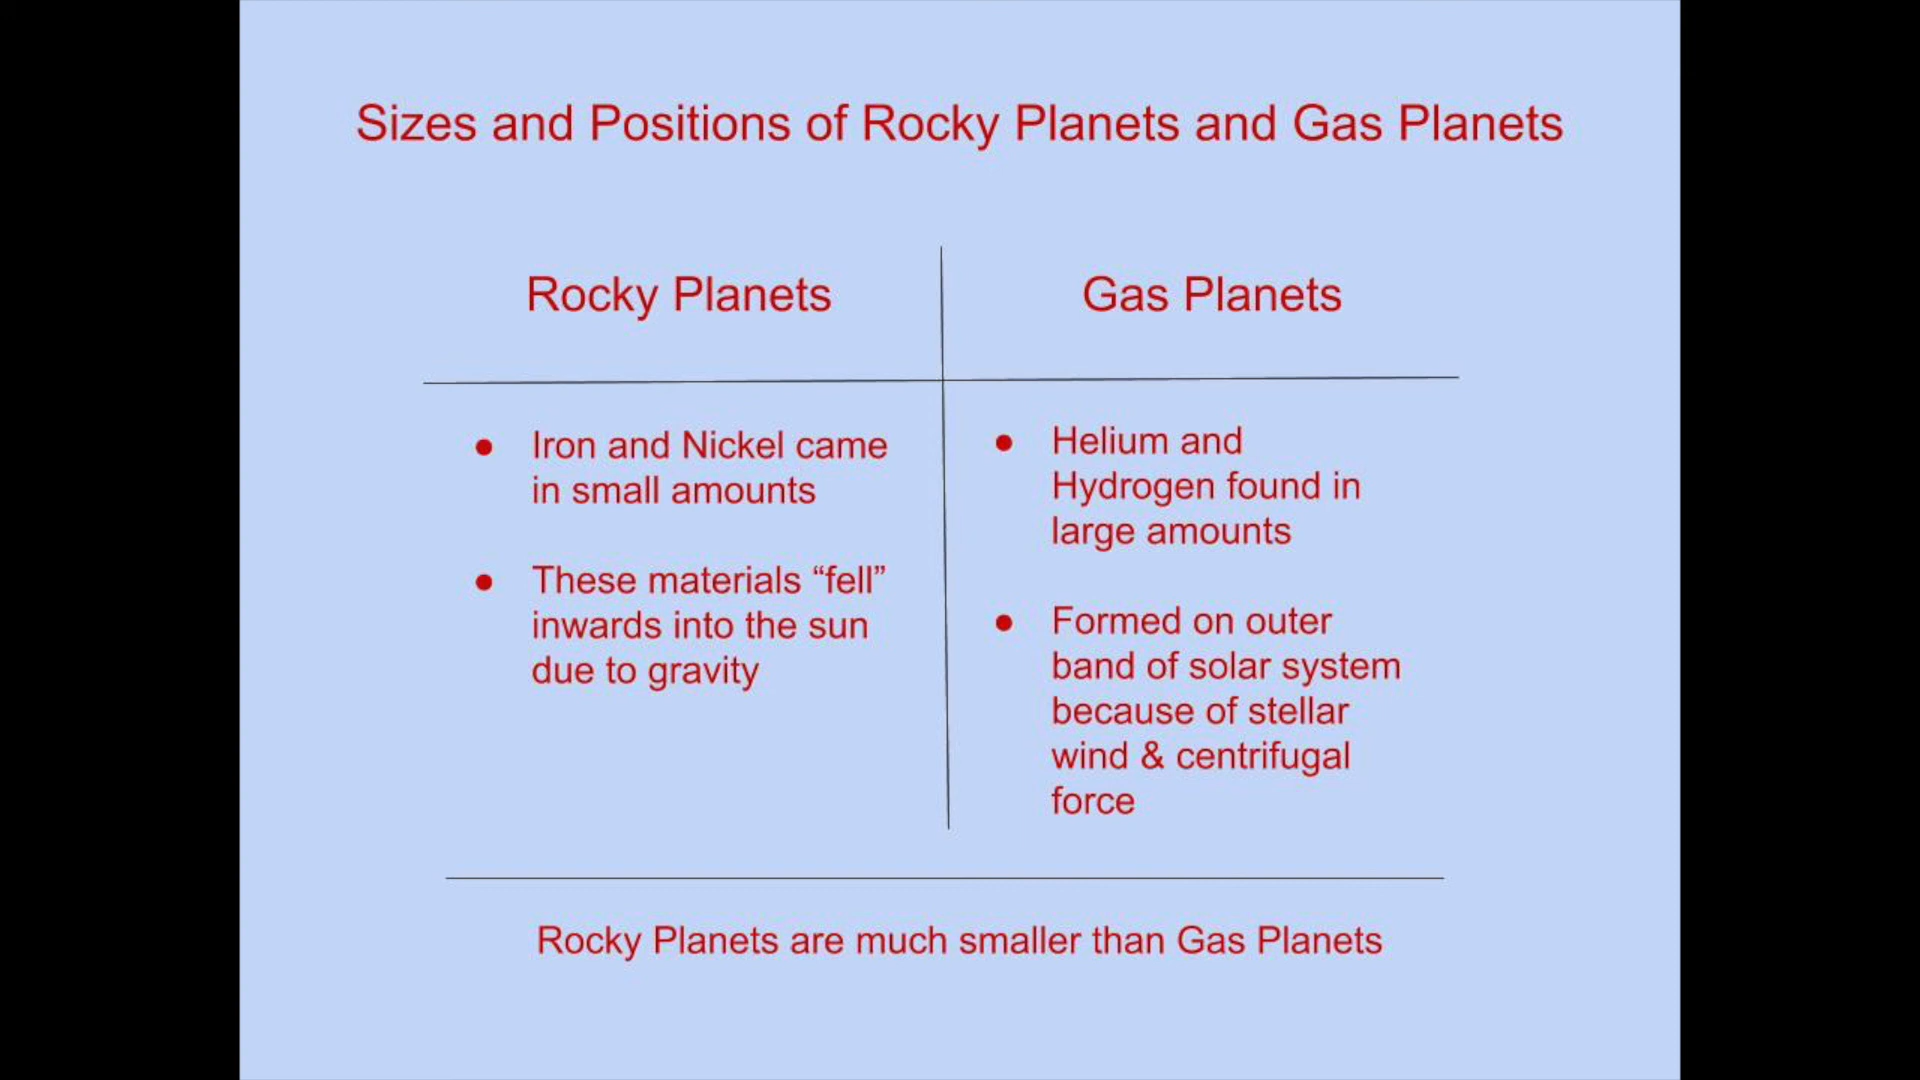 Sizes and Positions of Rocky Planets and Gas Planets
Rocky Planets
Gas Planets
● Iron and Nickel came
in small amounts
● These materials “fell”
inwards into the sun
due to gravity
● Helium and
Hydrogen found in
large amounts
● Formed on outer
band of solar system
because of stellar
wind & centrifugal
force
Rocky Planets are much smaller than Gas Planets